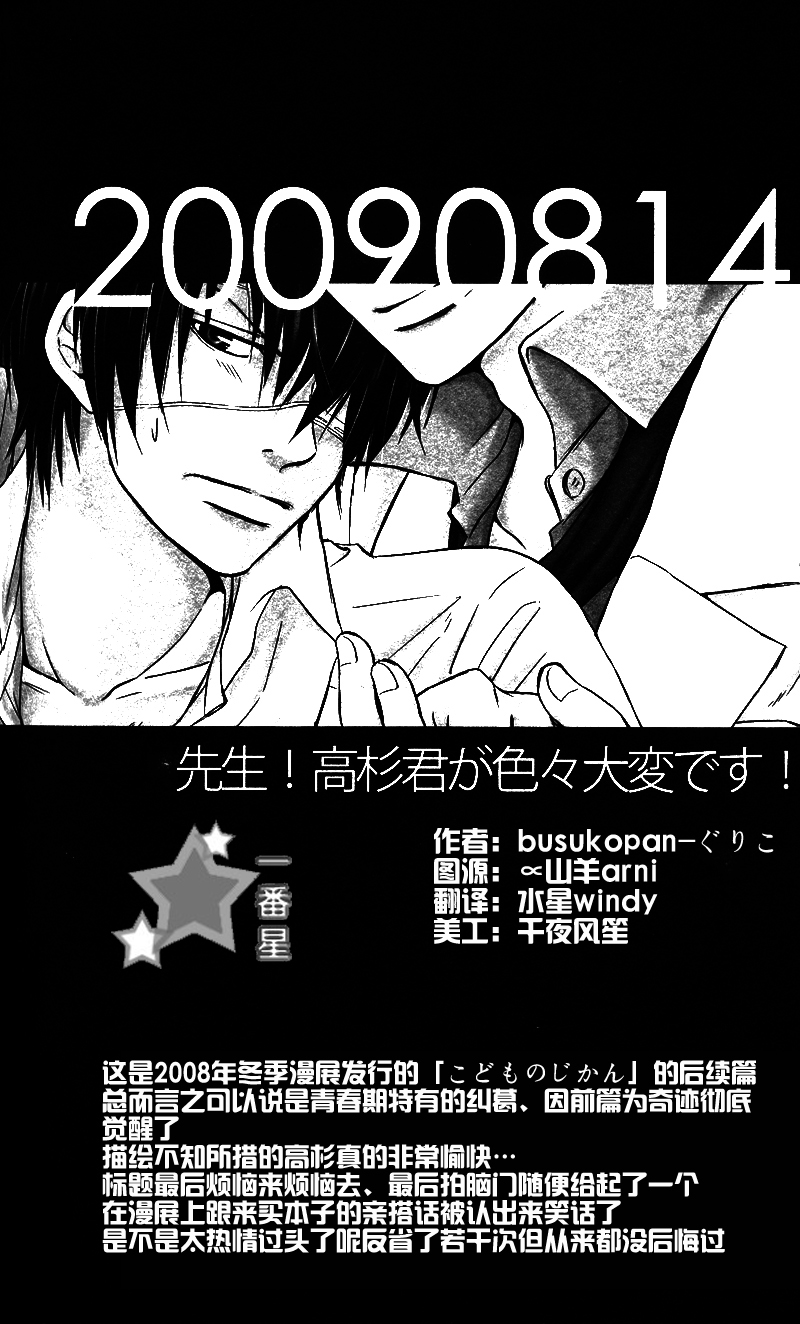 20090814
先生！高杉君が色々大変です！
一番星
作者：busukopan-ぐりこ
图源：∝山羊arni
翻译：水星windy
美工：千夜风笙
这是2008年冬季漫展发行的「こどものじかん」的后续篇
总而言之可以说是青春期特有的纠葛、因前篇为奇迹彻底
觉醒了
描绘不知所措的高杉真的非常愉快…
标题最后烦恼来烦恼去、最后拍脑门随便给起了一个
在漫展上跟来买本子的亲搭话被认出来笑话了
是不是太热情过头了呢反省了若干次但从来都没后悔过